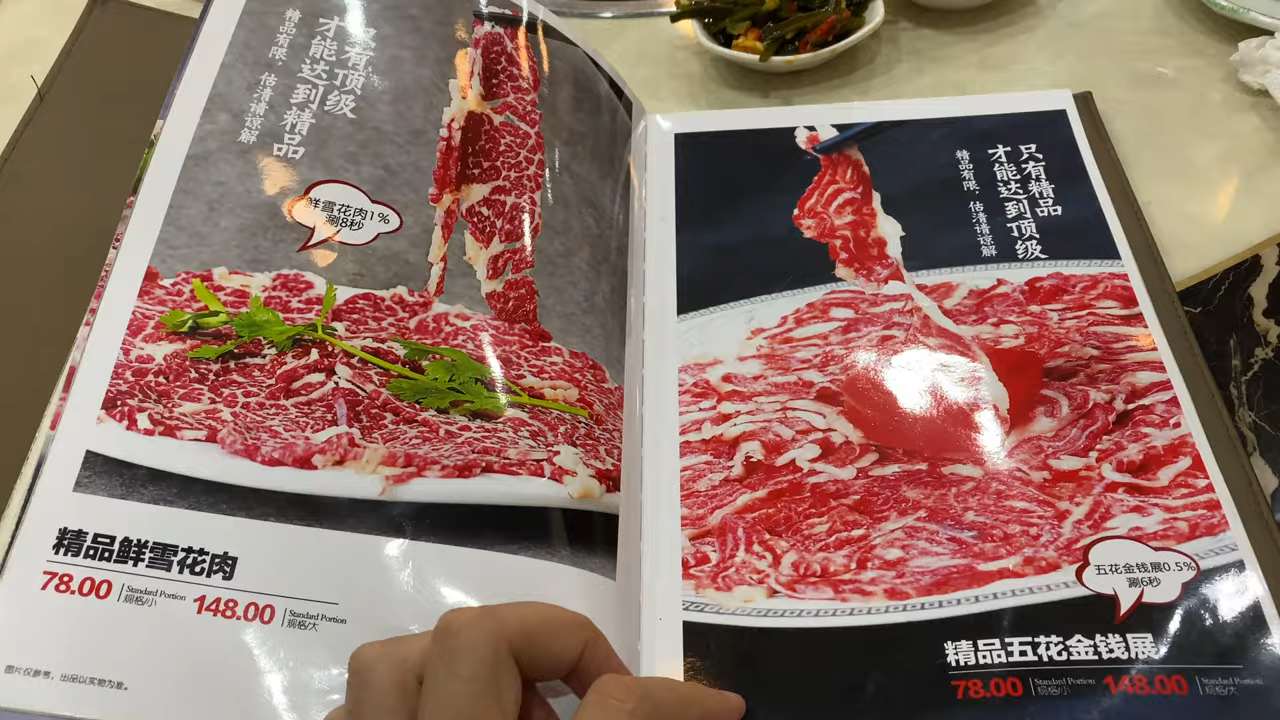 只有顶级
才能达到精品
精品有限，估清请谅解
鲜雪花肉1%
涮8秒
精品鲜雪花肉
78.00 Standard Portion 规格/小 148.00 Standard Portion 规格/大
图片仅参考，出品以实物为准。
只有精品
才能达到顶级
精品有限，估清请谅解
五花金钱展0.5%
涮6秒
精品五花金钱展
78.00 Standard Portion 规格/小 148.00 Standard Portion 规格/大